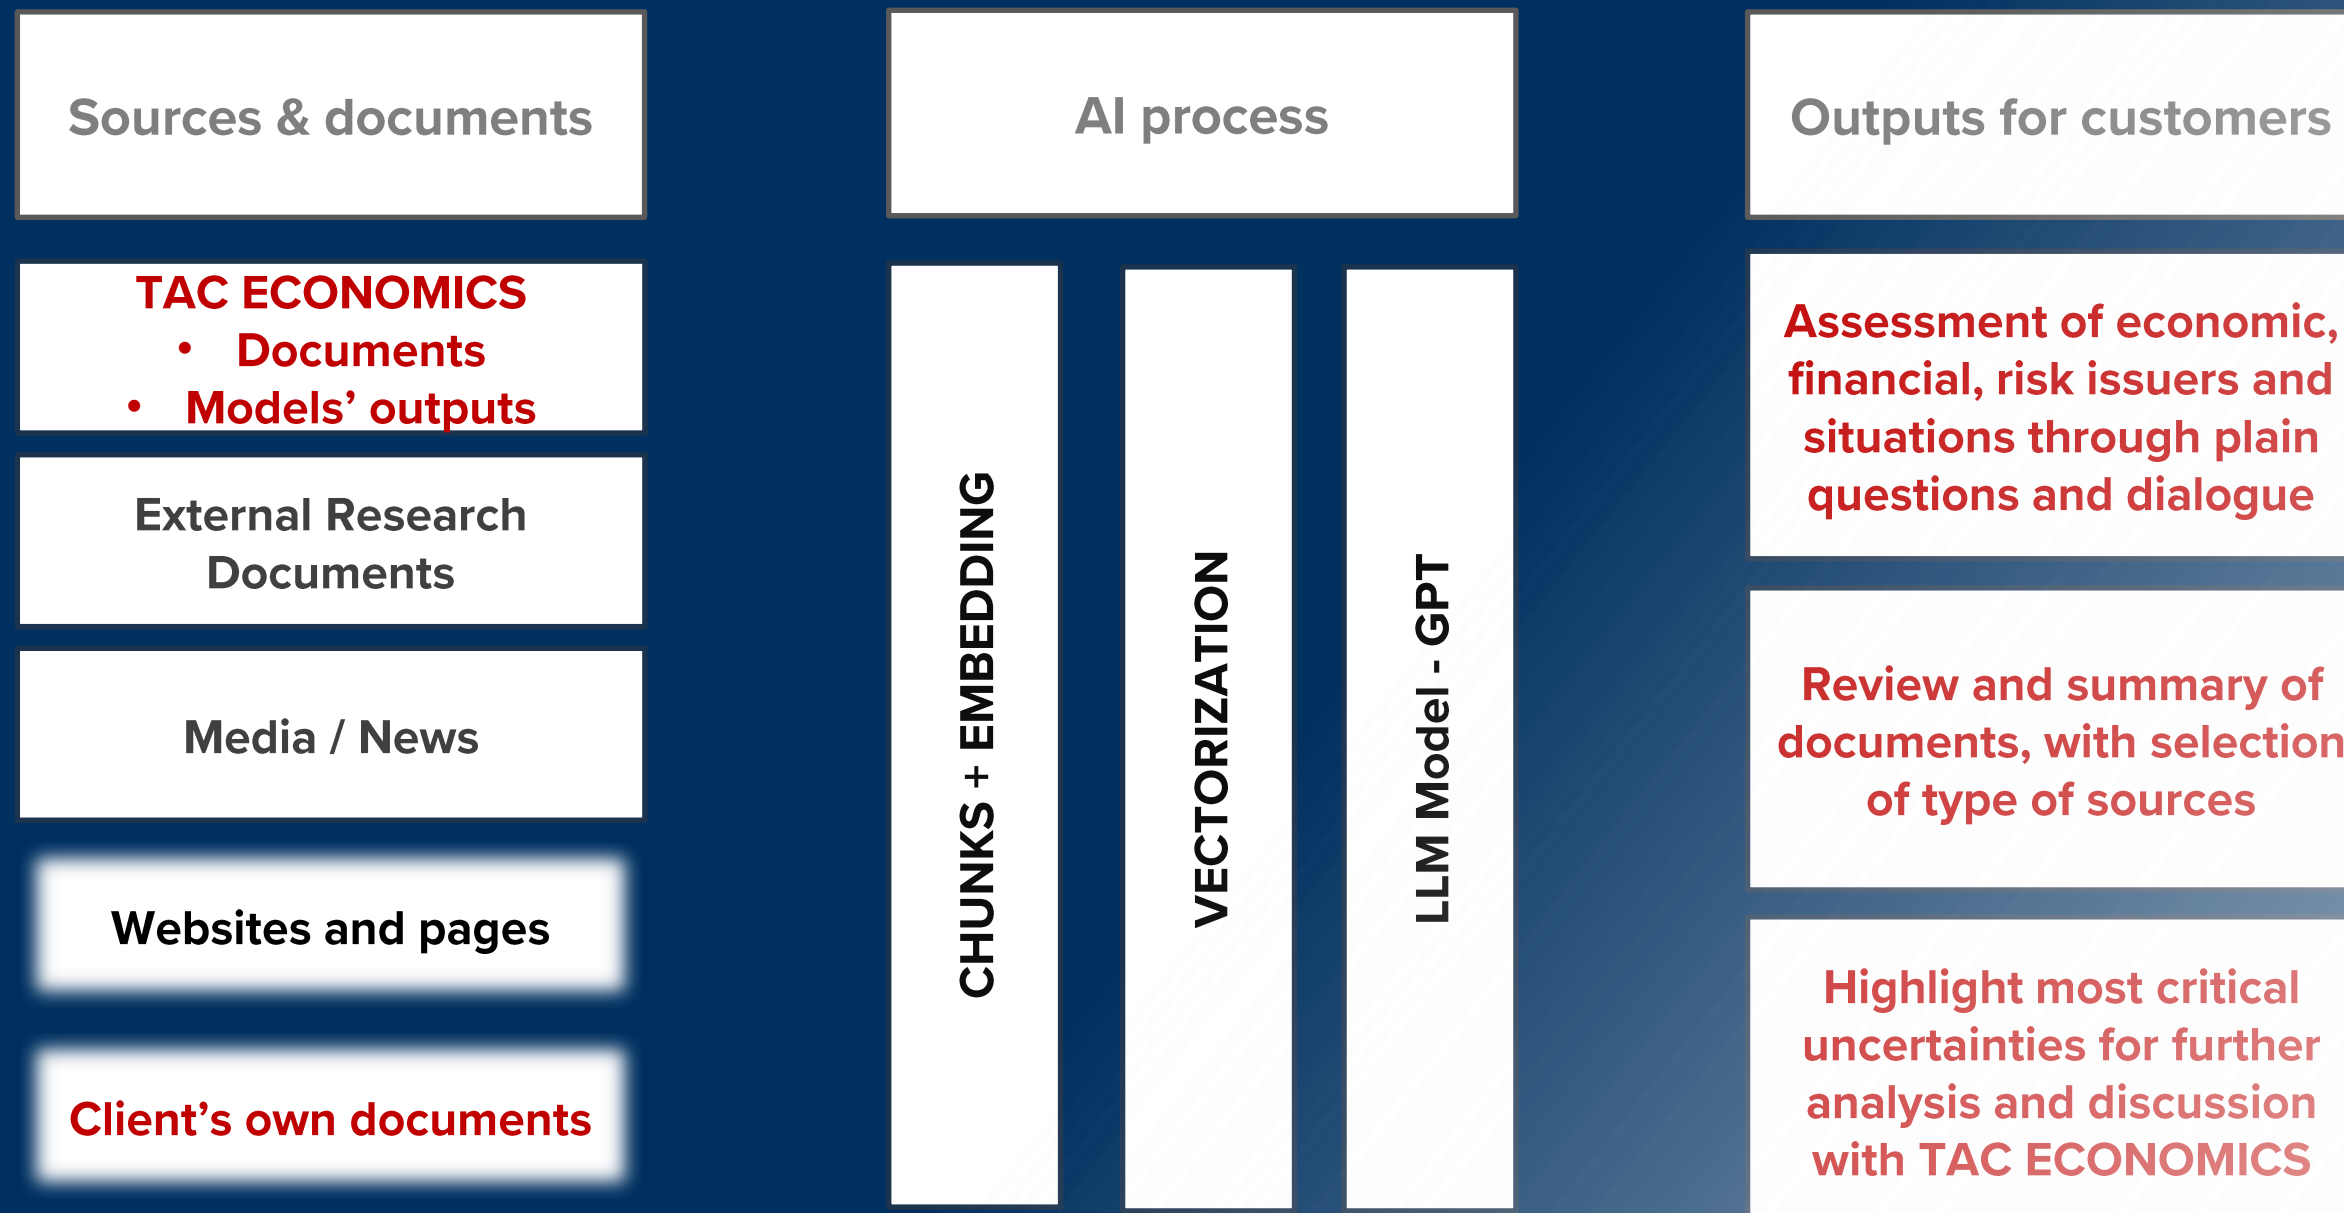 Sources & documents
AI process
Outputs for customers
TAC ECONOMICS
• Documents
• Models’ outputs
External Research
Documents
Media / News
Websites and pages
Client’s own documents
CHUNKS + EMBEDDING
VECTORIZATION
LLM Model - GPT
Assessment of economic,
financial, risk issuers and
situations through plain
questions and dialogue
Review and summary of
documents, with selection
of type of sources
Highlight most critical
uncertainties for further
analysis and discussion
with TAC ECONOMICS